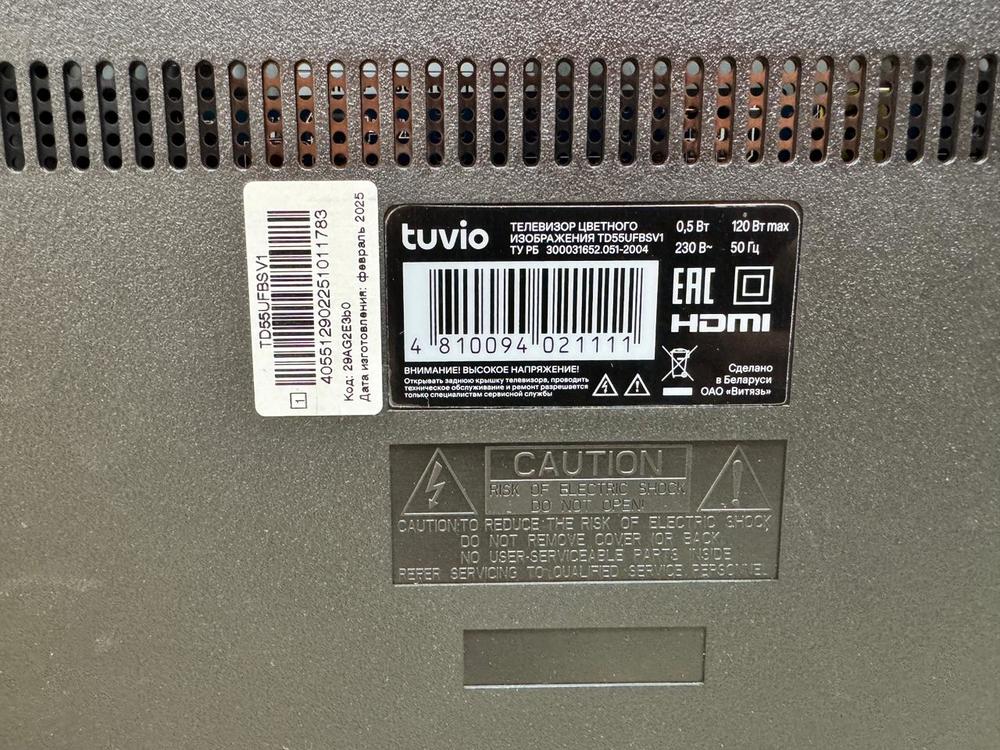 TD55UFBSV1
4055129022510011783
Код: 29AG2E3b0
Дата изготовления: февраль 2025
1
tuvio
ТЕЛЕВИЗОР ЦВЕТНОГО
ИЗОБРАЖЕНИЯ TD55UFBSV1
ТУ РБ 300031652.051-2004
0,5 Вт 120 Вт max
230 В~ 50 Гц
4 810094 021111
EAC
HDMI
ВНИМАНИЕ! ВЫСОКОЕ НАПРЯЖЕНИЕ!
Открывать заднюю крышку телевизора, проводить
техническое обслуживание и ремонт разрешается
только специалистам сервисной службы
Сделано
в Беларуси
ОАО «Витязь»
CAUTION
RISK OF ELECTRIC SHOCK
DO NOT OPEN!
CAUTION:TO REDUCE THE RISK OF ELECTRIC SHOCK,
DO NOT REMOVE COVER (OR BACK.
NO USER-SERVICEABLE PARTS INSIDE
REFER SERVICING TO QUALIFIED SERVICE PERSONNEL.